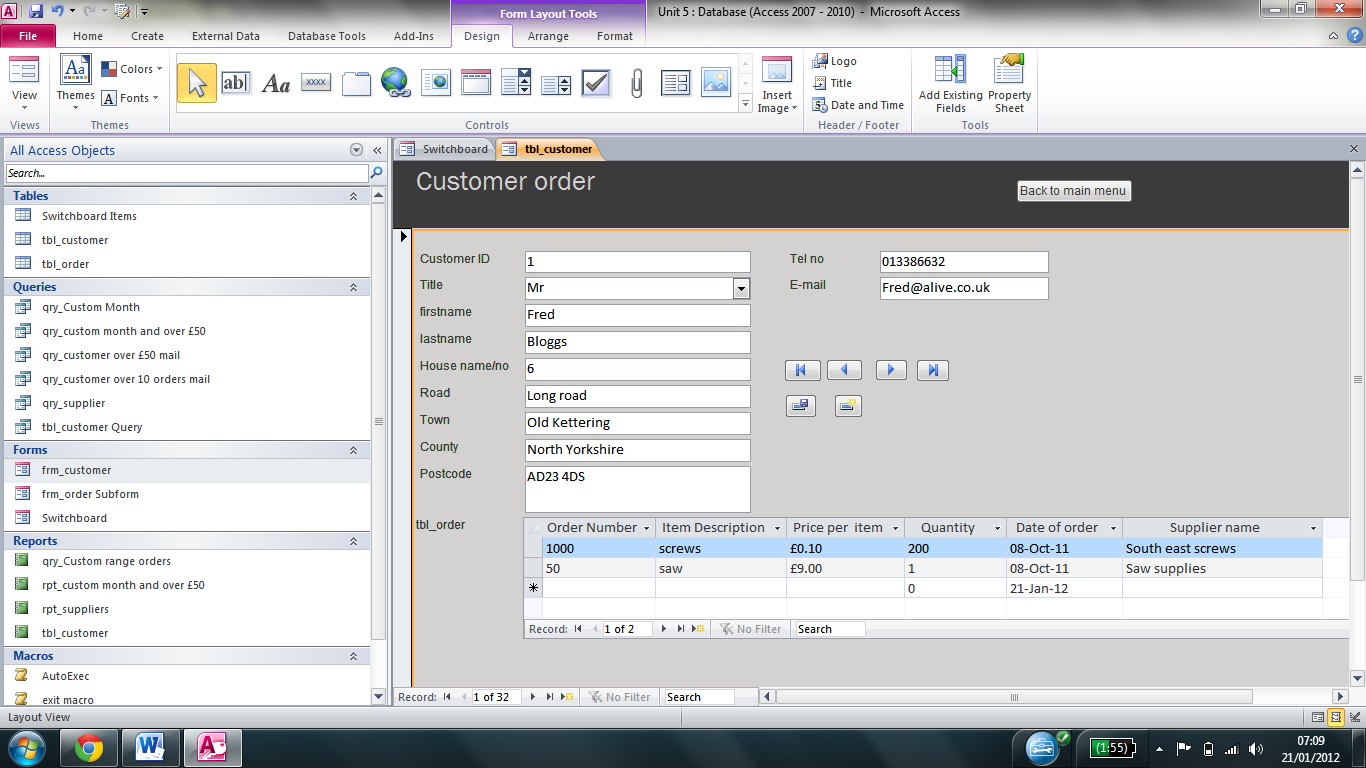 Form Layout Tools
Unit 5 : Database (Access 2007 - 2010) - Microsoft Access
File Home Create External Data Database Tools Add-Ins Design Arrange Format
View
Views
Themes
Colors
Fonts
Themes
ab|
Aa
xxxx
Controls
Insert
Image
Logo
Title
Date and Time
Header / Footer
Add Existing
Fields
Property
Sheet
Tools
All Access Objects
Search...
Tables
Switchboard Items
tbl_customer
tbl_order
Queries
qry_Custom Month
qry_custom month and over £50
qry_customer over £50 mail
qry_customer over 10 orders mail
qry_supplier
tbl_customer Query
Forms
frm_customer
frm_order Subform
Switchboard
Reports
qry_Custom range orders
rpt_custom month and over £50
rpt_suppliers
tbl_customer
Macros
AutoExec
exit macro
Switchboard tbl_customer
Customer order
Back to main menu
Customer ID 1
Title Mr
firstname Fred
lastname Bloggs
House name/no 6
Road Long road
Town Old Kettering
County North Yorkshire
Postcode AD23 4DS
Tel no 013386632
E-mail Fred@alive.co.uk
tbl_order
Order Number Item Description Price per item Quantity Date of order Supplier name
1000 screws £0.10 200 08-Oct-11 South east screws
50 saw £9.00 1 08-Oct-11 Saw supplies
0 21-Jan-12
Record: 1 of 2 No Filter Search
Record: 1 of 32 No Filter Search
Layout View
(1:55)
07:09
21/01/2012